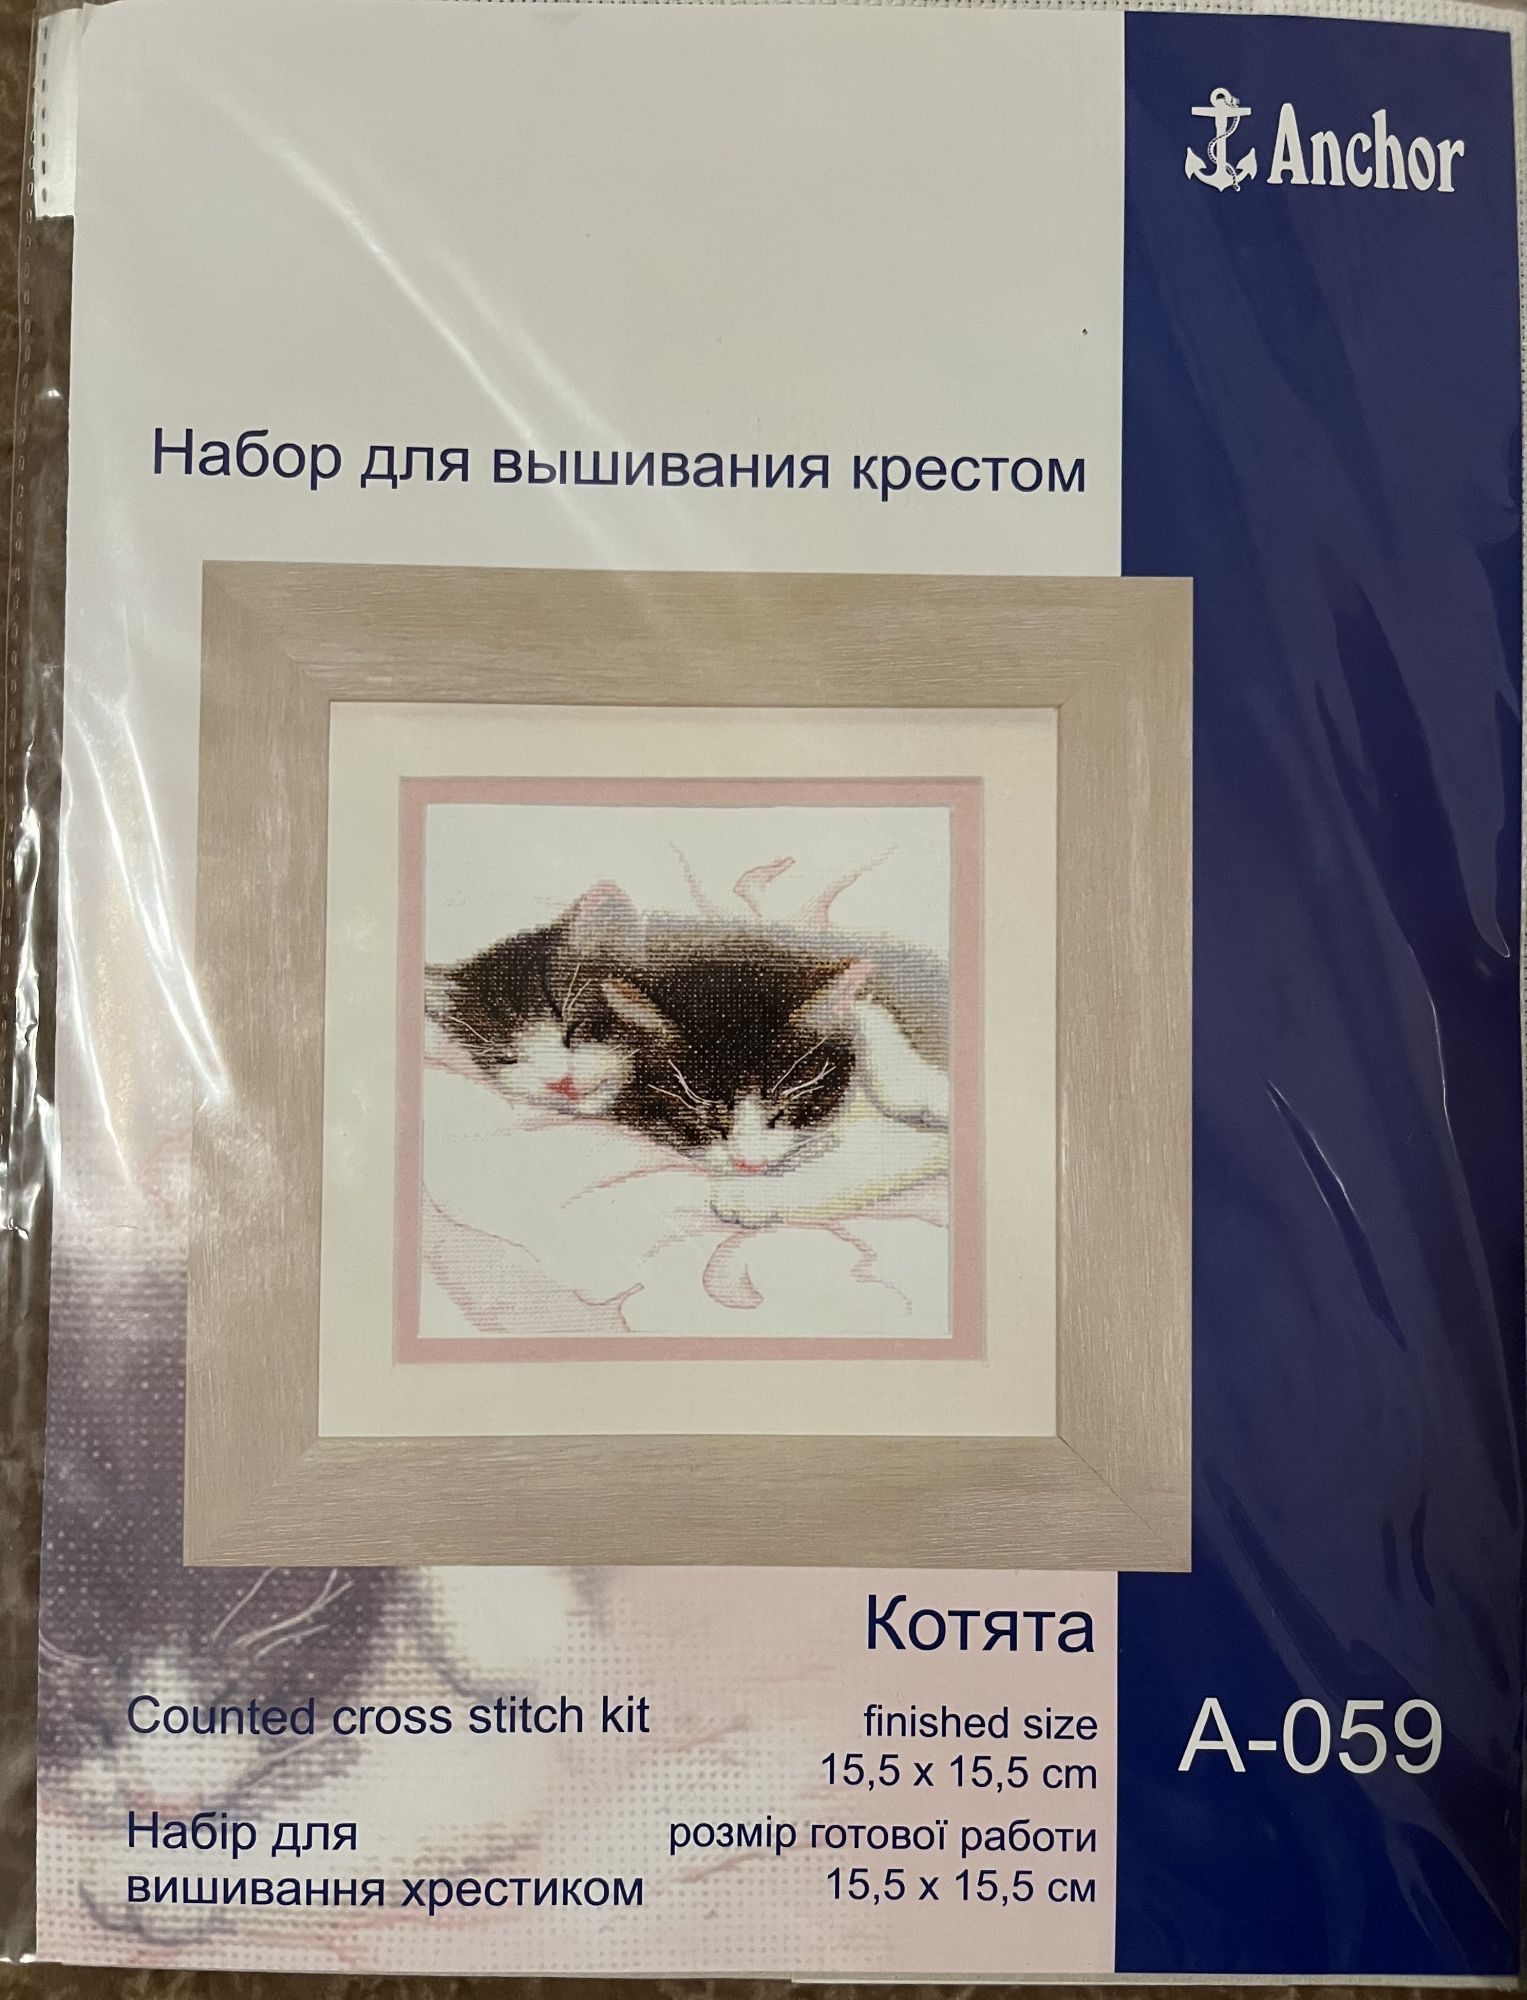 Anchor
Набор для вышивания крестом
Котята
Counted cross stitch kit
finished size
15,5 x 15,5 cm
A-059
Набір для
вишивання хрестиком
розмір готової работи
15,5 x 15,5 см